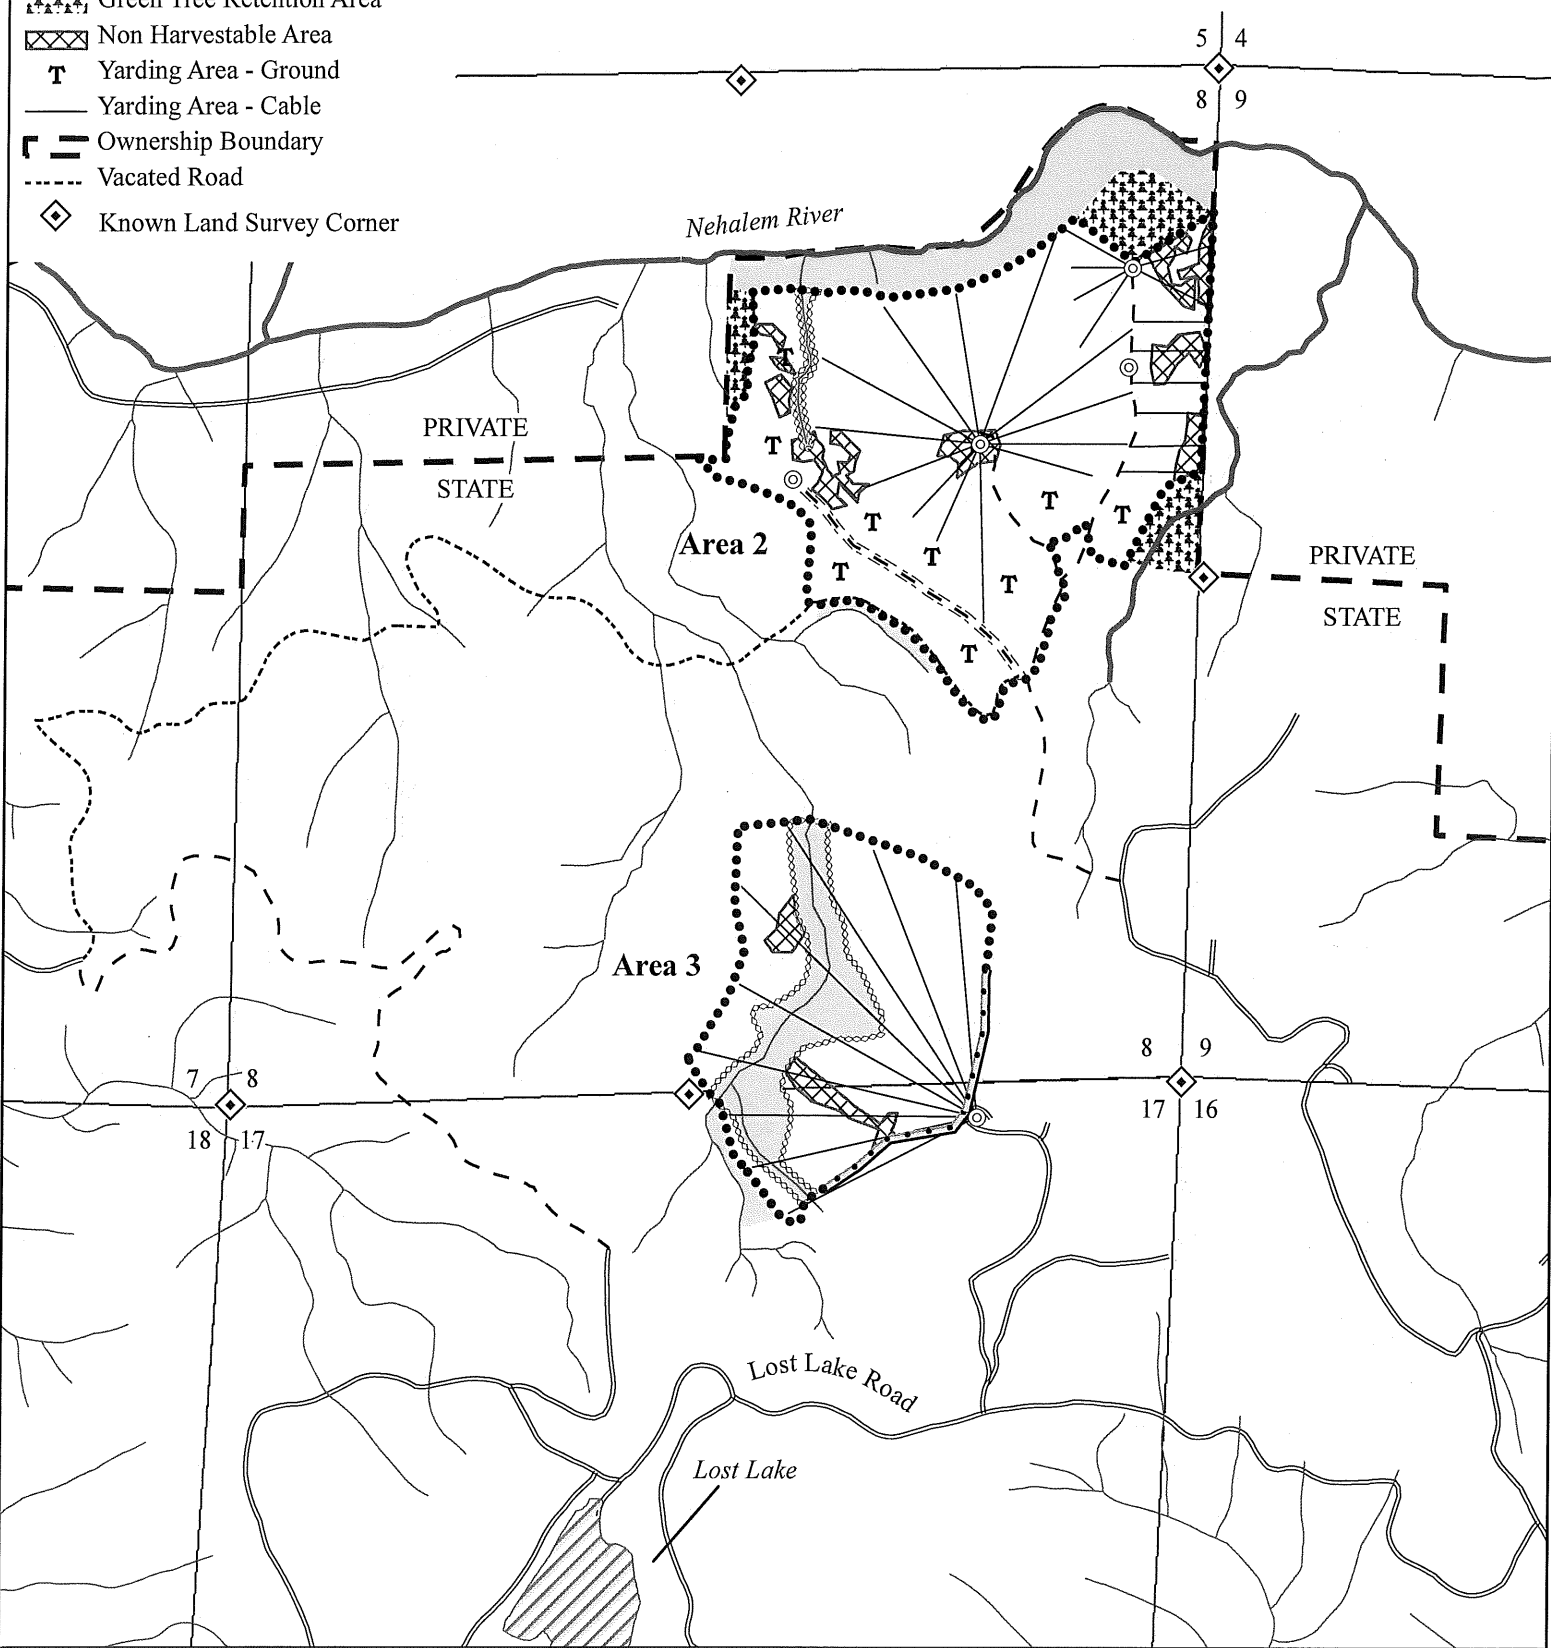 Green Tree Retention Area
Non Harvestable Area
T Yarding Area - Ground
Yarding Area - Cable
Ownership Boundary
Vacated Road
Known Land Survey Corner
5 4
8 9
Nehalem River
PRIVATE
STATE
T
T
T
T
T
Area 2
T
T
T
T
T
PRIVATE
STATE
Area 3
7 8
18 17
8 9
17 16
Lost Lake Road
Lost Lake